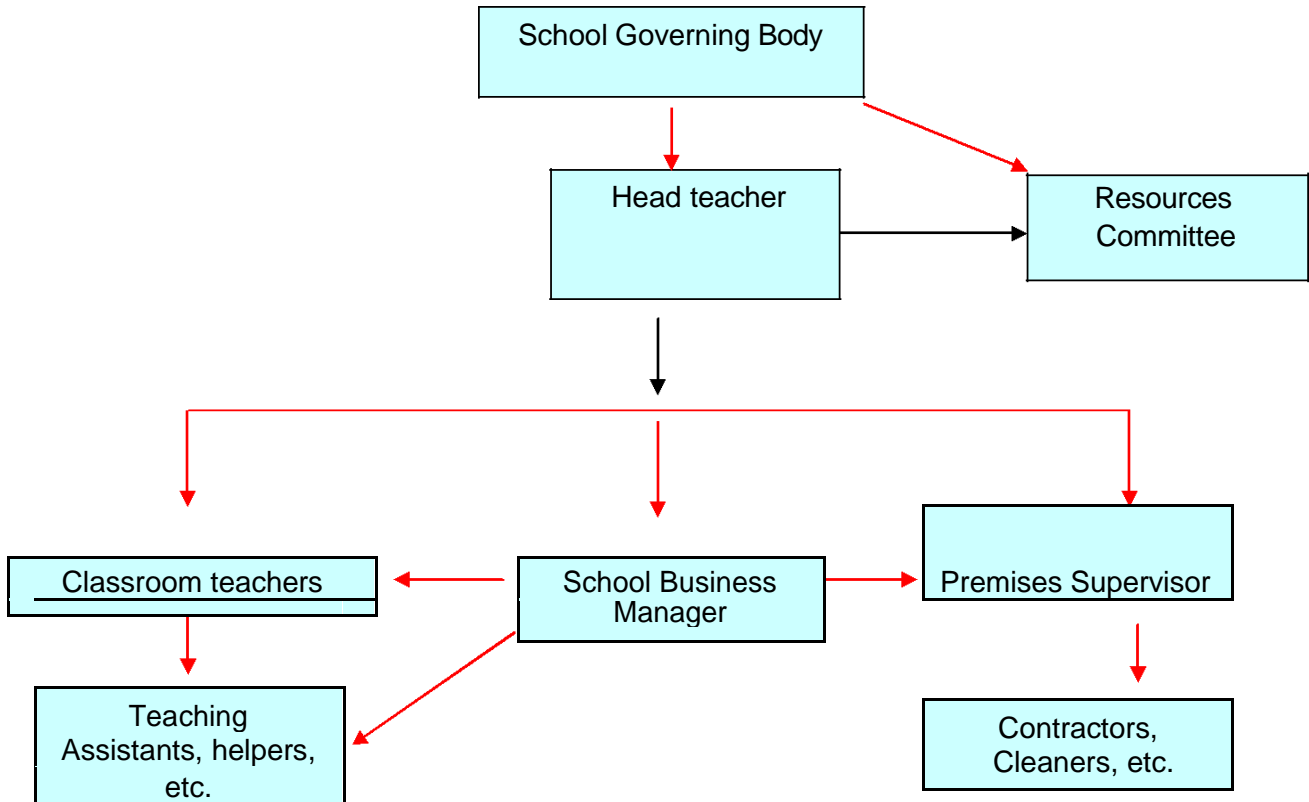 School Governing Body
Head teacher
Resources
Committee
Classroom teachers
School Business
Manager
Premises Supervisor
Teaching
Assistants, helpers,
etc.
Contractors,
Cleaners, etc.